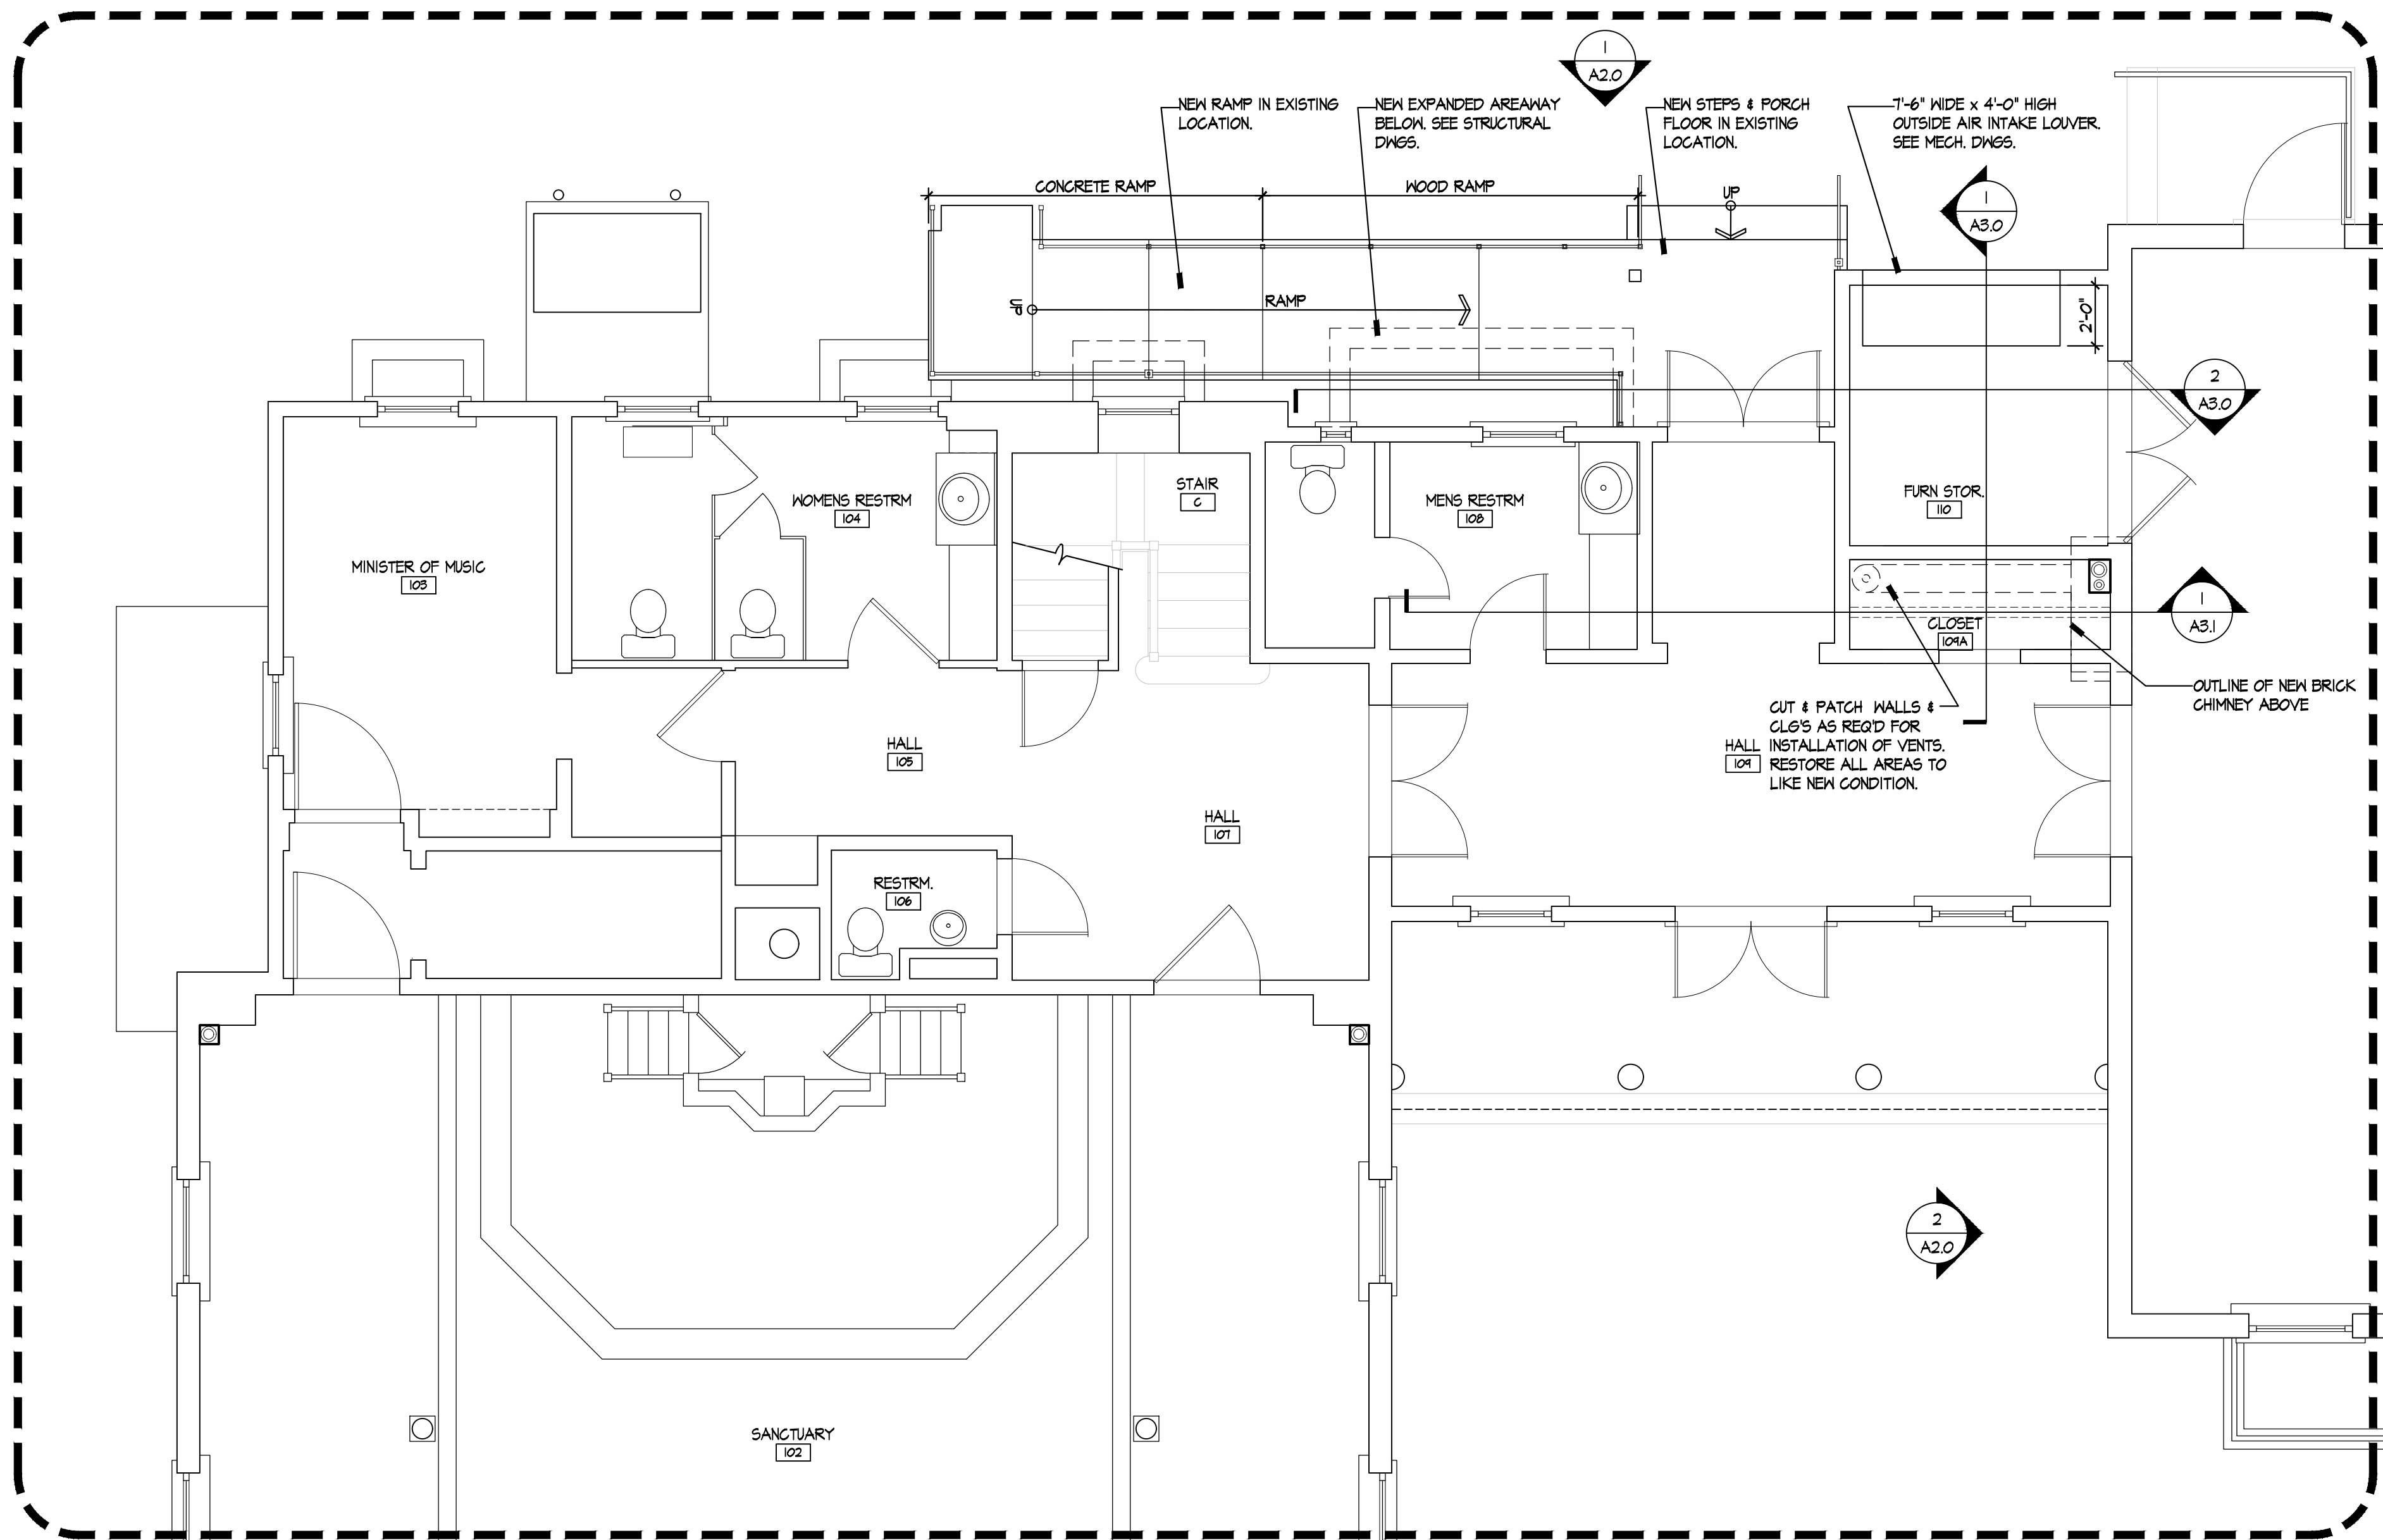 1
A2.0
NEW RAMP IN EXISTING
LOCATION.
NEW EXPANDED AREAWAY
BELOW. SEE STRUCTURAL
DWGS.
NEW STEPS & PORCH
FLOOR IN EXISTING
LOCATION.
7'-6" WIDE x 4'-0" HIGH
OUTSIDE AIR INTAKE LOUVER.
SEE MECH. DWGS.
CONCRETE RAMP
WOOD RAMP
UP
1
A3.0
UP
RAMP
2'-0"
2
A3.0
STAIR
C
WOMENS RESTRM
104
MENS RESTRM
108
FURN STOR.
110
MINISTER OF MUSIC
103
CLOSET
109A
1
A3.1
OUTLINE OF NEW BRICK
CHIMNEY ABOVE
CUT & PATCH WALLS &
CLG'S AS REQ'D FOR
INSTALLATION OF VENTS.
RESTORE ALL AREAS TO
LIKE NEW CONDITION.
HALL
109
HALL
105
HALL
107
RESTRM.
106
2
A2.0
SANCTUARY
102